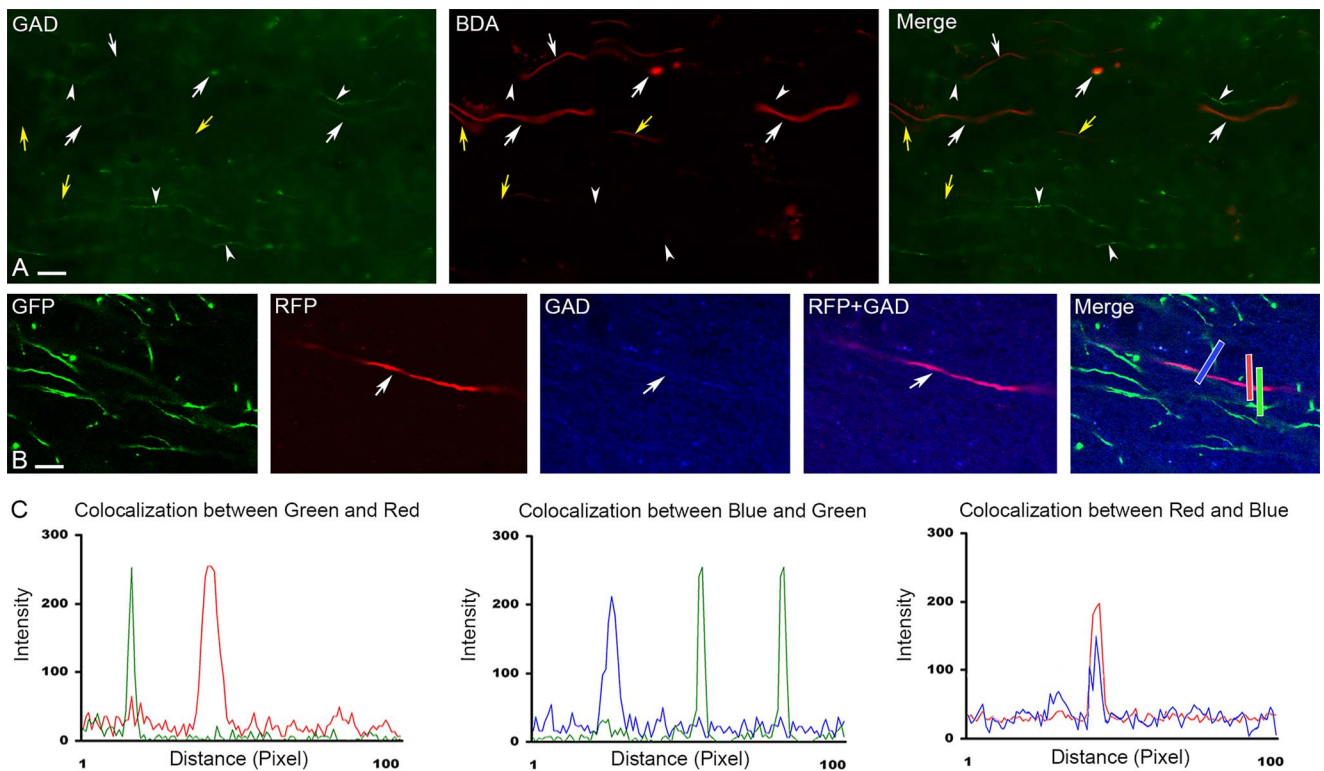 GAD
BDA
Merge
A
GFP
RFP
GAD
RFP+GAD
Merge
B
C
Colocalization between Green and Red
300
200
100
0
Intensity
1
Distance (Pixel)
100
Colocalization between Blue and Green
300
200
100
0
Intensity
1
Distance (Pixel)
100
Colocalization between Red and Blue
300
200
100
0
Intensity
1
Distance (Pixel)
100